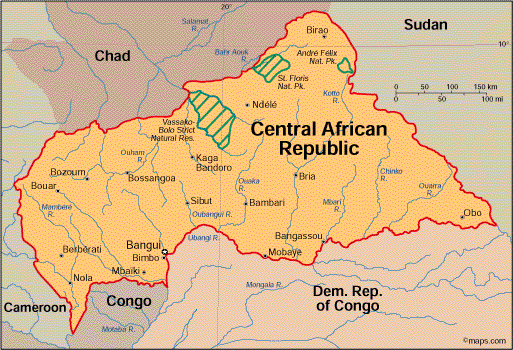 20°
Salamat
R.
Sudan
Birao
Chad
Bahr Aouk
R.
André Félix
Nat. Pk.
10°
St. Floris
Nat. Pk.
Kotto
R.
0 50 100 150 km
0 50 100 mi
Ndélé
Vassako-
Bolo Strict
Natural Res.
Central African
Republic
Ouham
R.
Kaga
Bandoro
Bozoum
Bossangoa
Bouar
Ouaka
R.
Bria
Chinko
R.
Mbari
R.
Ouarra
R.
Mambéré
R.
Sibut
Bambari
Oubangui R.
Obo
Ubangi R.
Bangassou
Bangui
Bimbo
Mobaye
Berbérati
Mbaïki
Nola
Mongala R.
Dem. Rep.
of Congo
Cameroon
Congo
Motaba R.
©maps.com